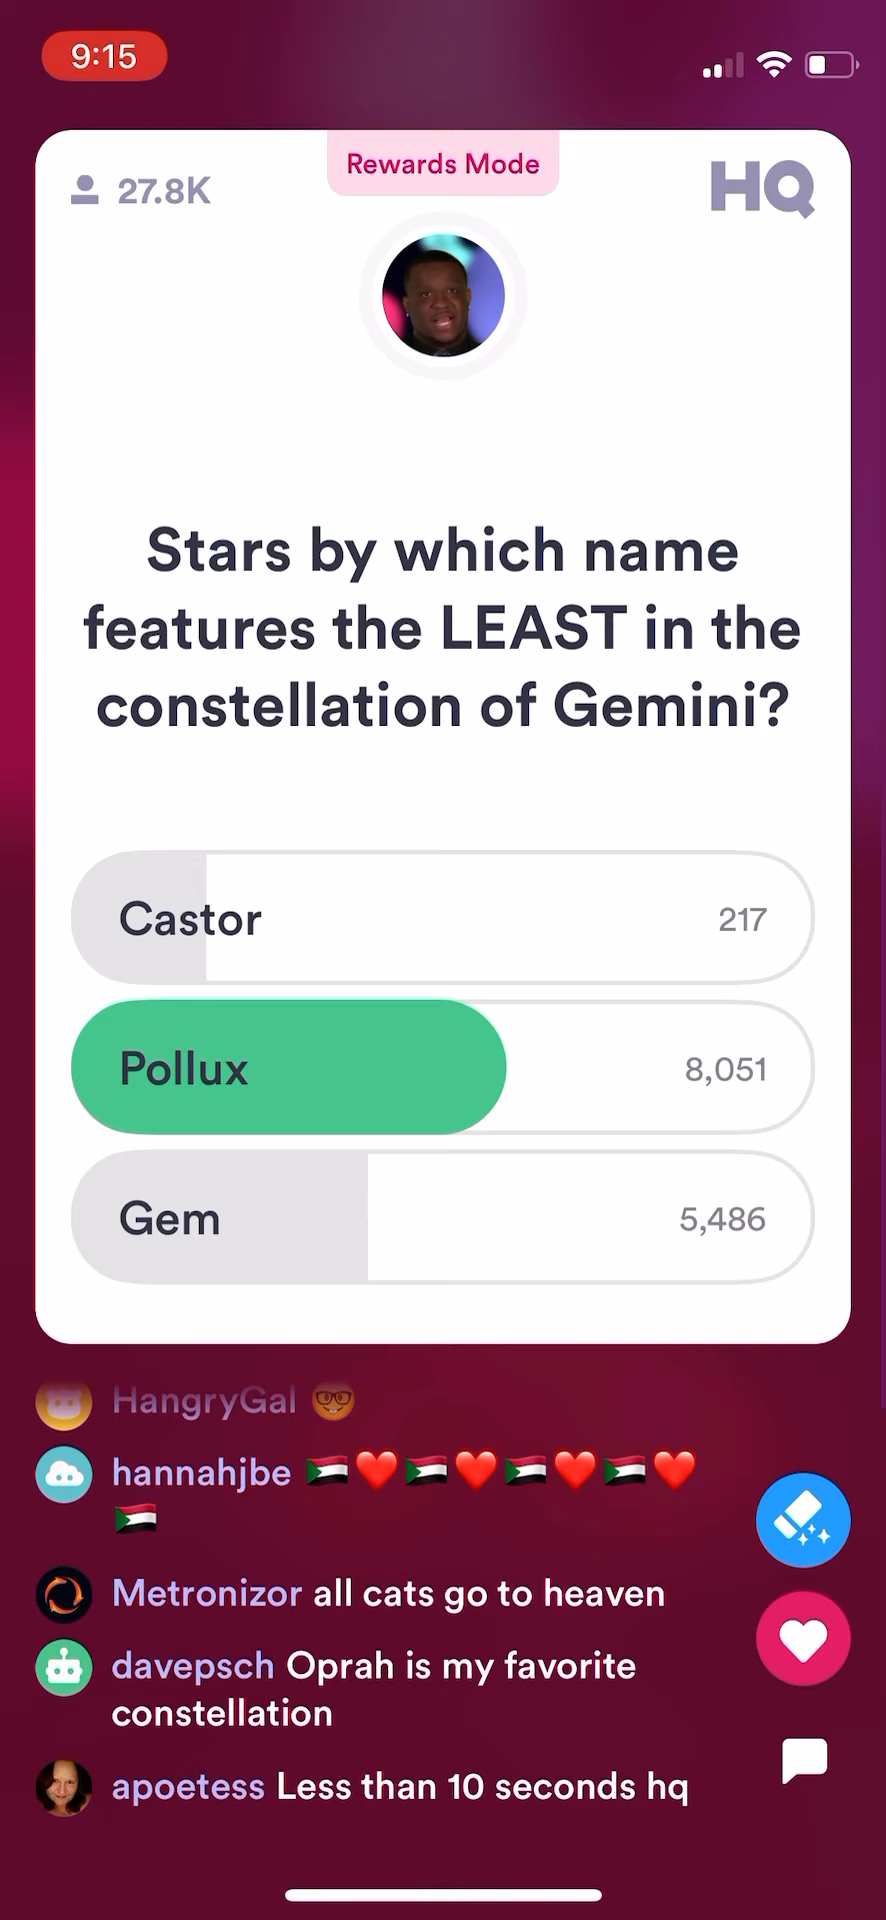 9:15
27.8K
Rewards Mode
HQ
Stars by which name
features the LEAST in the
constellation of Gemini?
Castor 217
Pollux 8,051
Gem 5,486
HangryGal 🤓
hannahjbe 🇸🇩❤️🇸🇩❤️🇸🇩❤️🇸🇩❤️
🇸🇩
Metronizor all cats go to heaven
davepsch Oprah is my favorite
constellation
apoetess Less than 10 seconds hq